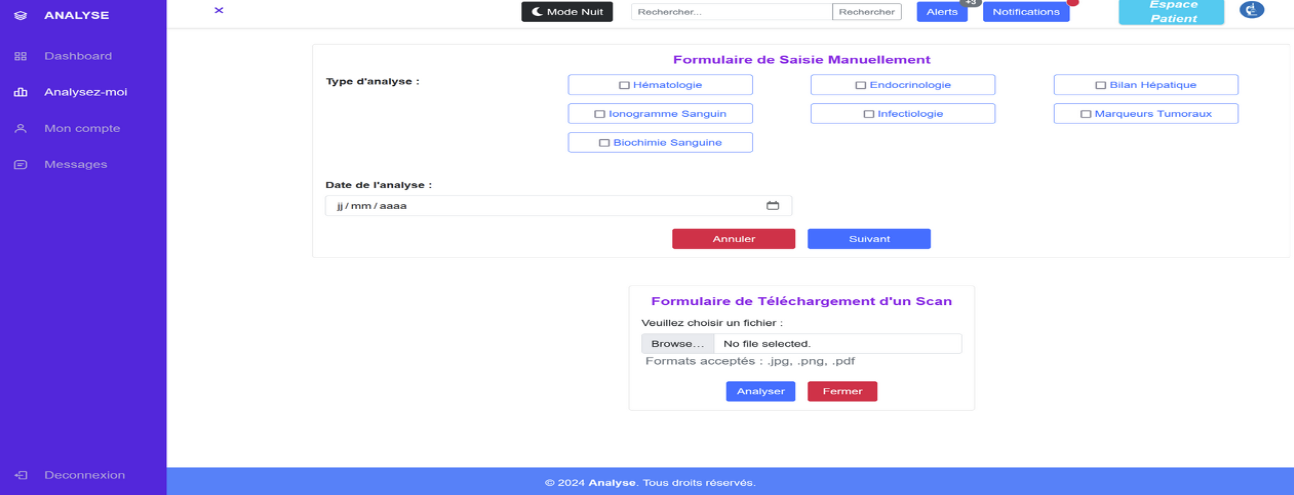 ANALYSE
Dashboard
Analysez-moi
Mon compte
Messages
Deconnexion
Mode Nuit
Rechercher...
Rechercher
Alerts
+3
Notifications
Espace
Patient
Formulaire de Saisie Manuellement
Type d'analyse :
Hématologie
Endocrinologie
Bilan Hépatique
Ionogramme Sanguin
Infectiologie
Marqueurs Tumoraux
Biochimie Sanguine
Date de l'analyse :
jj/mm/aaaa
Annuler
Suivant
Formulaire de Téléchargement d'un Scan
Veuillez choisir un fichier :
Browse... No file selected.
Formats acceptés : .jpg, .png, .pdf
Analyser
Fermer
© 2024 Analyse. Tous droits réservés.